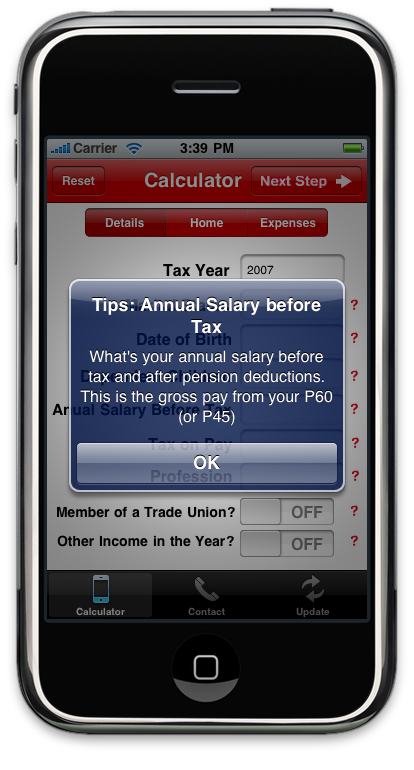 Carrier 3:39 PM
Reset Calculator Next Step
Details Home Expenses
Tax Year 2007
?
Tips: Annual Salary before
Tax
Date of Birth ?
What's your annual salary before
tax and after pension deductions.
This is the gross pay from your P60
(or P45)
?
Annual Salary Before Tax ?
Tax on Pay ?
OK
Profession ?
Member of a Trade Union? OFF ?
Other Income in the Year? OFF ?
Calculator Contact Update